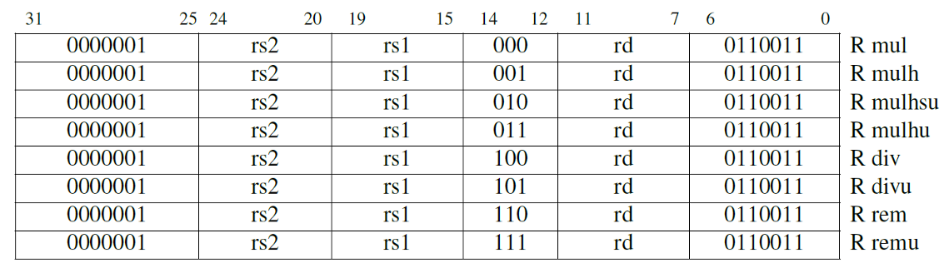 31 25 24 20 19 15 14 12 11 7 6 0
0000001 rs2 rs1 000 rd 0110011 R mul
0000001 rs2 rs1 001 rd 0110011 R mulh
0000001 rs2 rs1 010 rd 0110011 R mulhsu
0000001 rs2 rs1 011 rd 0110011 R mulhu
0000001 rs2 rs1 100 rd 0110011 R div
0000001 rs2 rs1 101 rd 0110011 R divu
0000001 rs2 rs1 110 rd 0110011 R rem
0000001 rs2 rs1 111 rd 0110011 R remu